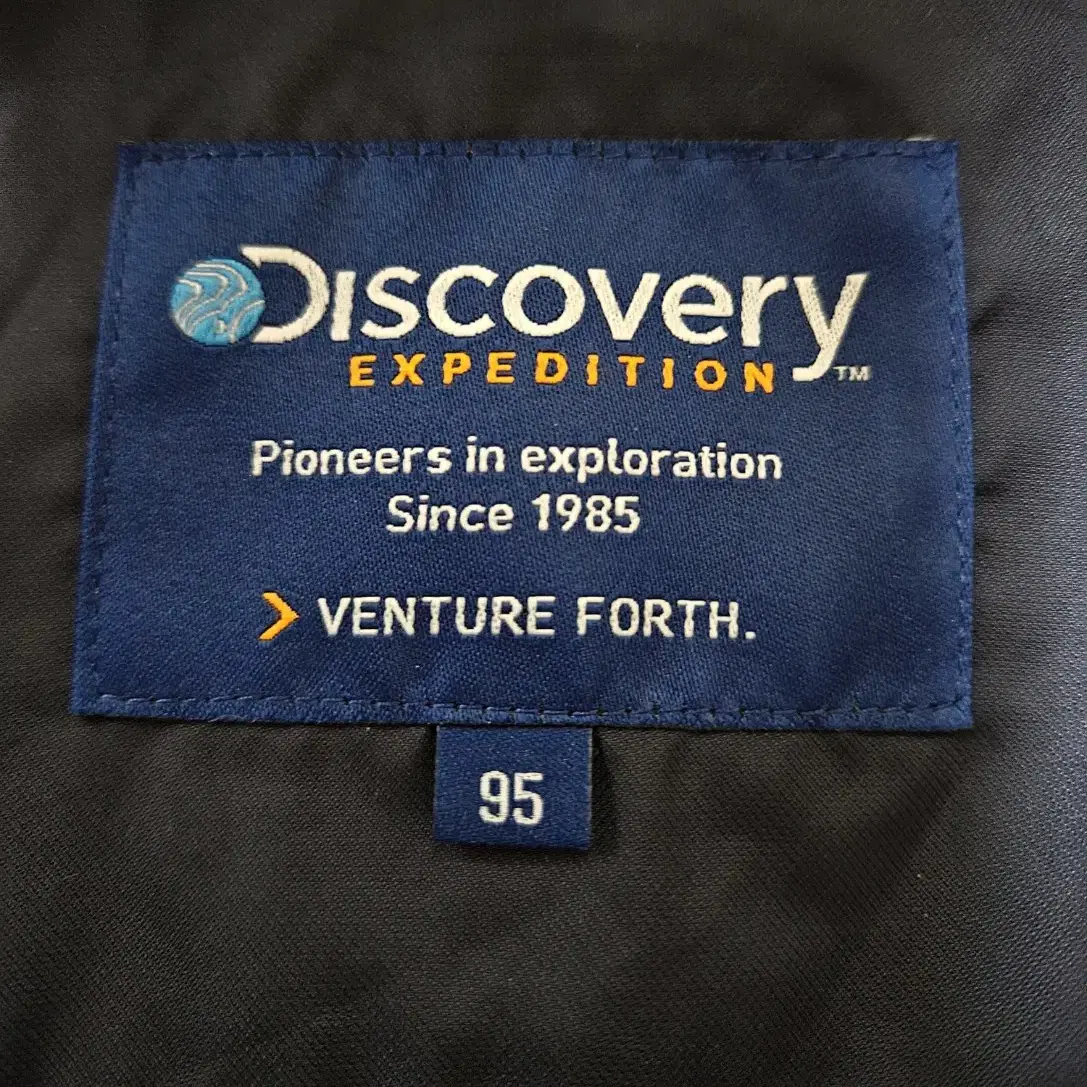 Discovery
EXPEDITION ™
Pioneers in exploration
Since 1985
> VENTURE FORTH.
95